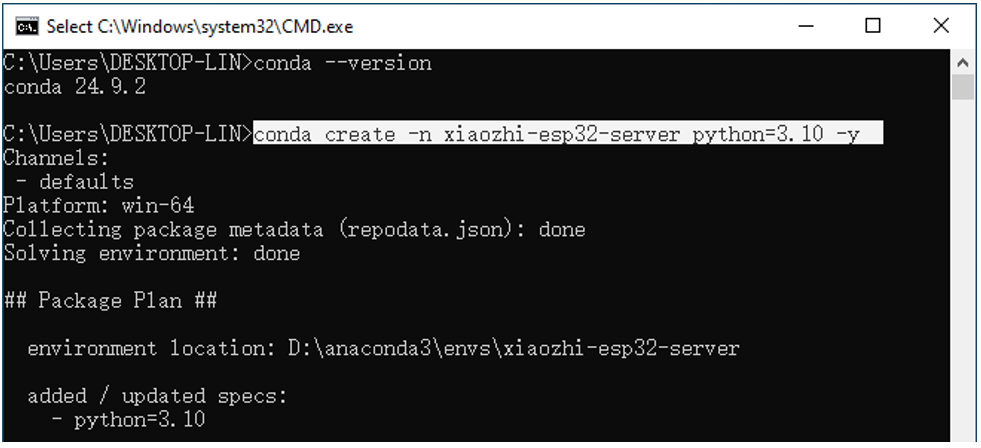 Select C:\Windows\system32\CMD.exe
C:\Users\DESKTOP-LIN>conda --version
conda 24.9.2
C:\Users\DESKTOP-LIN>conda create -n xiaozhi-esp32-server python=3.10 -y
Channels:
 - defaults
Platform: win-64
Collecting package metadata (repodata.json): done
Solving environment: done
## Package Plan ##
  environment location: D:\anaconda3\envs\xiaozhi-esp32-server
  added / updated specs:
    - python=3.10